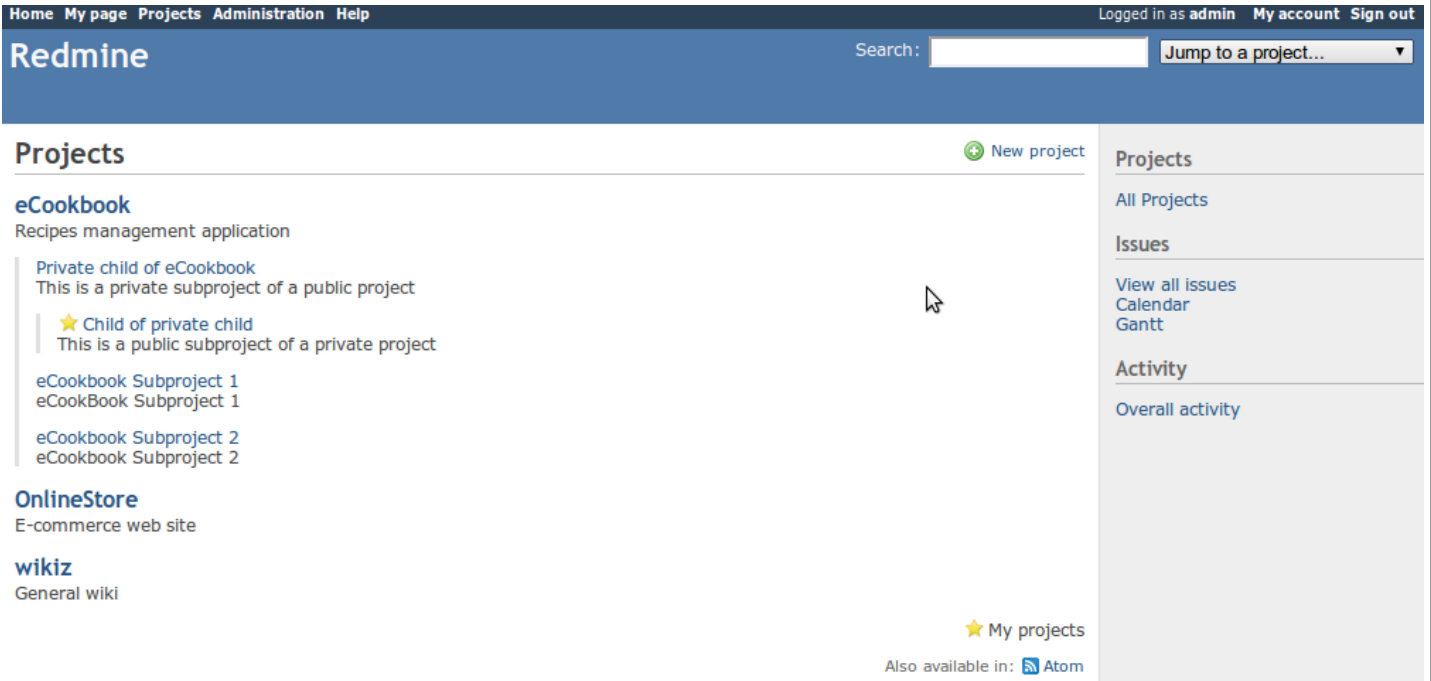 Home My page Projects Administration Help Logged in as admin My account Sign out
Redmine Search: Jump to a project...
Projects New project
eCookbook
Recipes management application
Private child of eCookbook
This is a private subproject of a public project
Child of private child
This is a public subproject of a private project
eCookbook Subproject 1
eCookBook Subproject 1
eCookbook Subproject 2
eCookbook Subproject 2
OnlineStore
E-commerce web site
wikiz
General wiki
My projects
Also available in: Atom
Projects
All Projects
Issues
View all issues
Calendar
Gantt
Activity
Overall activity